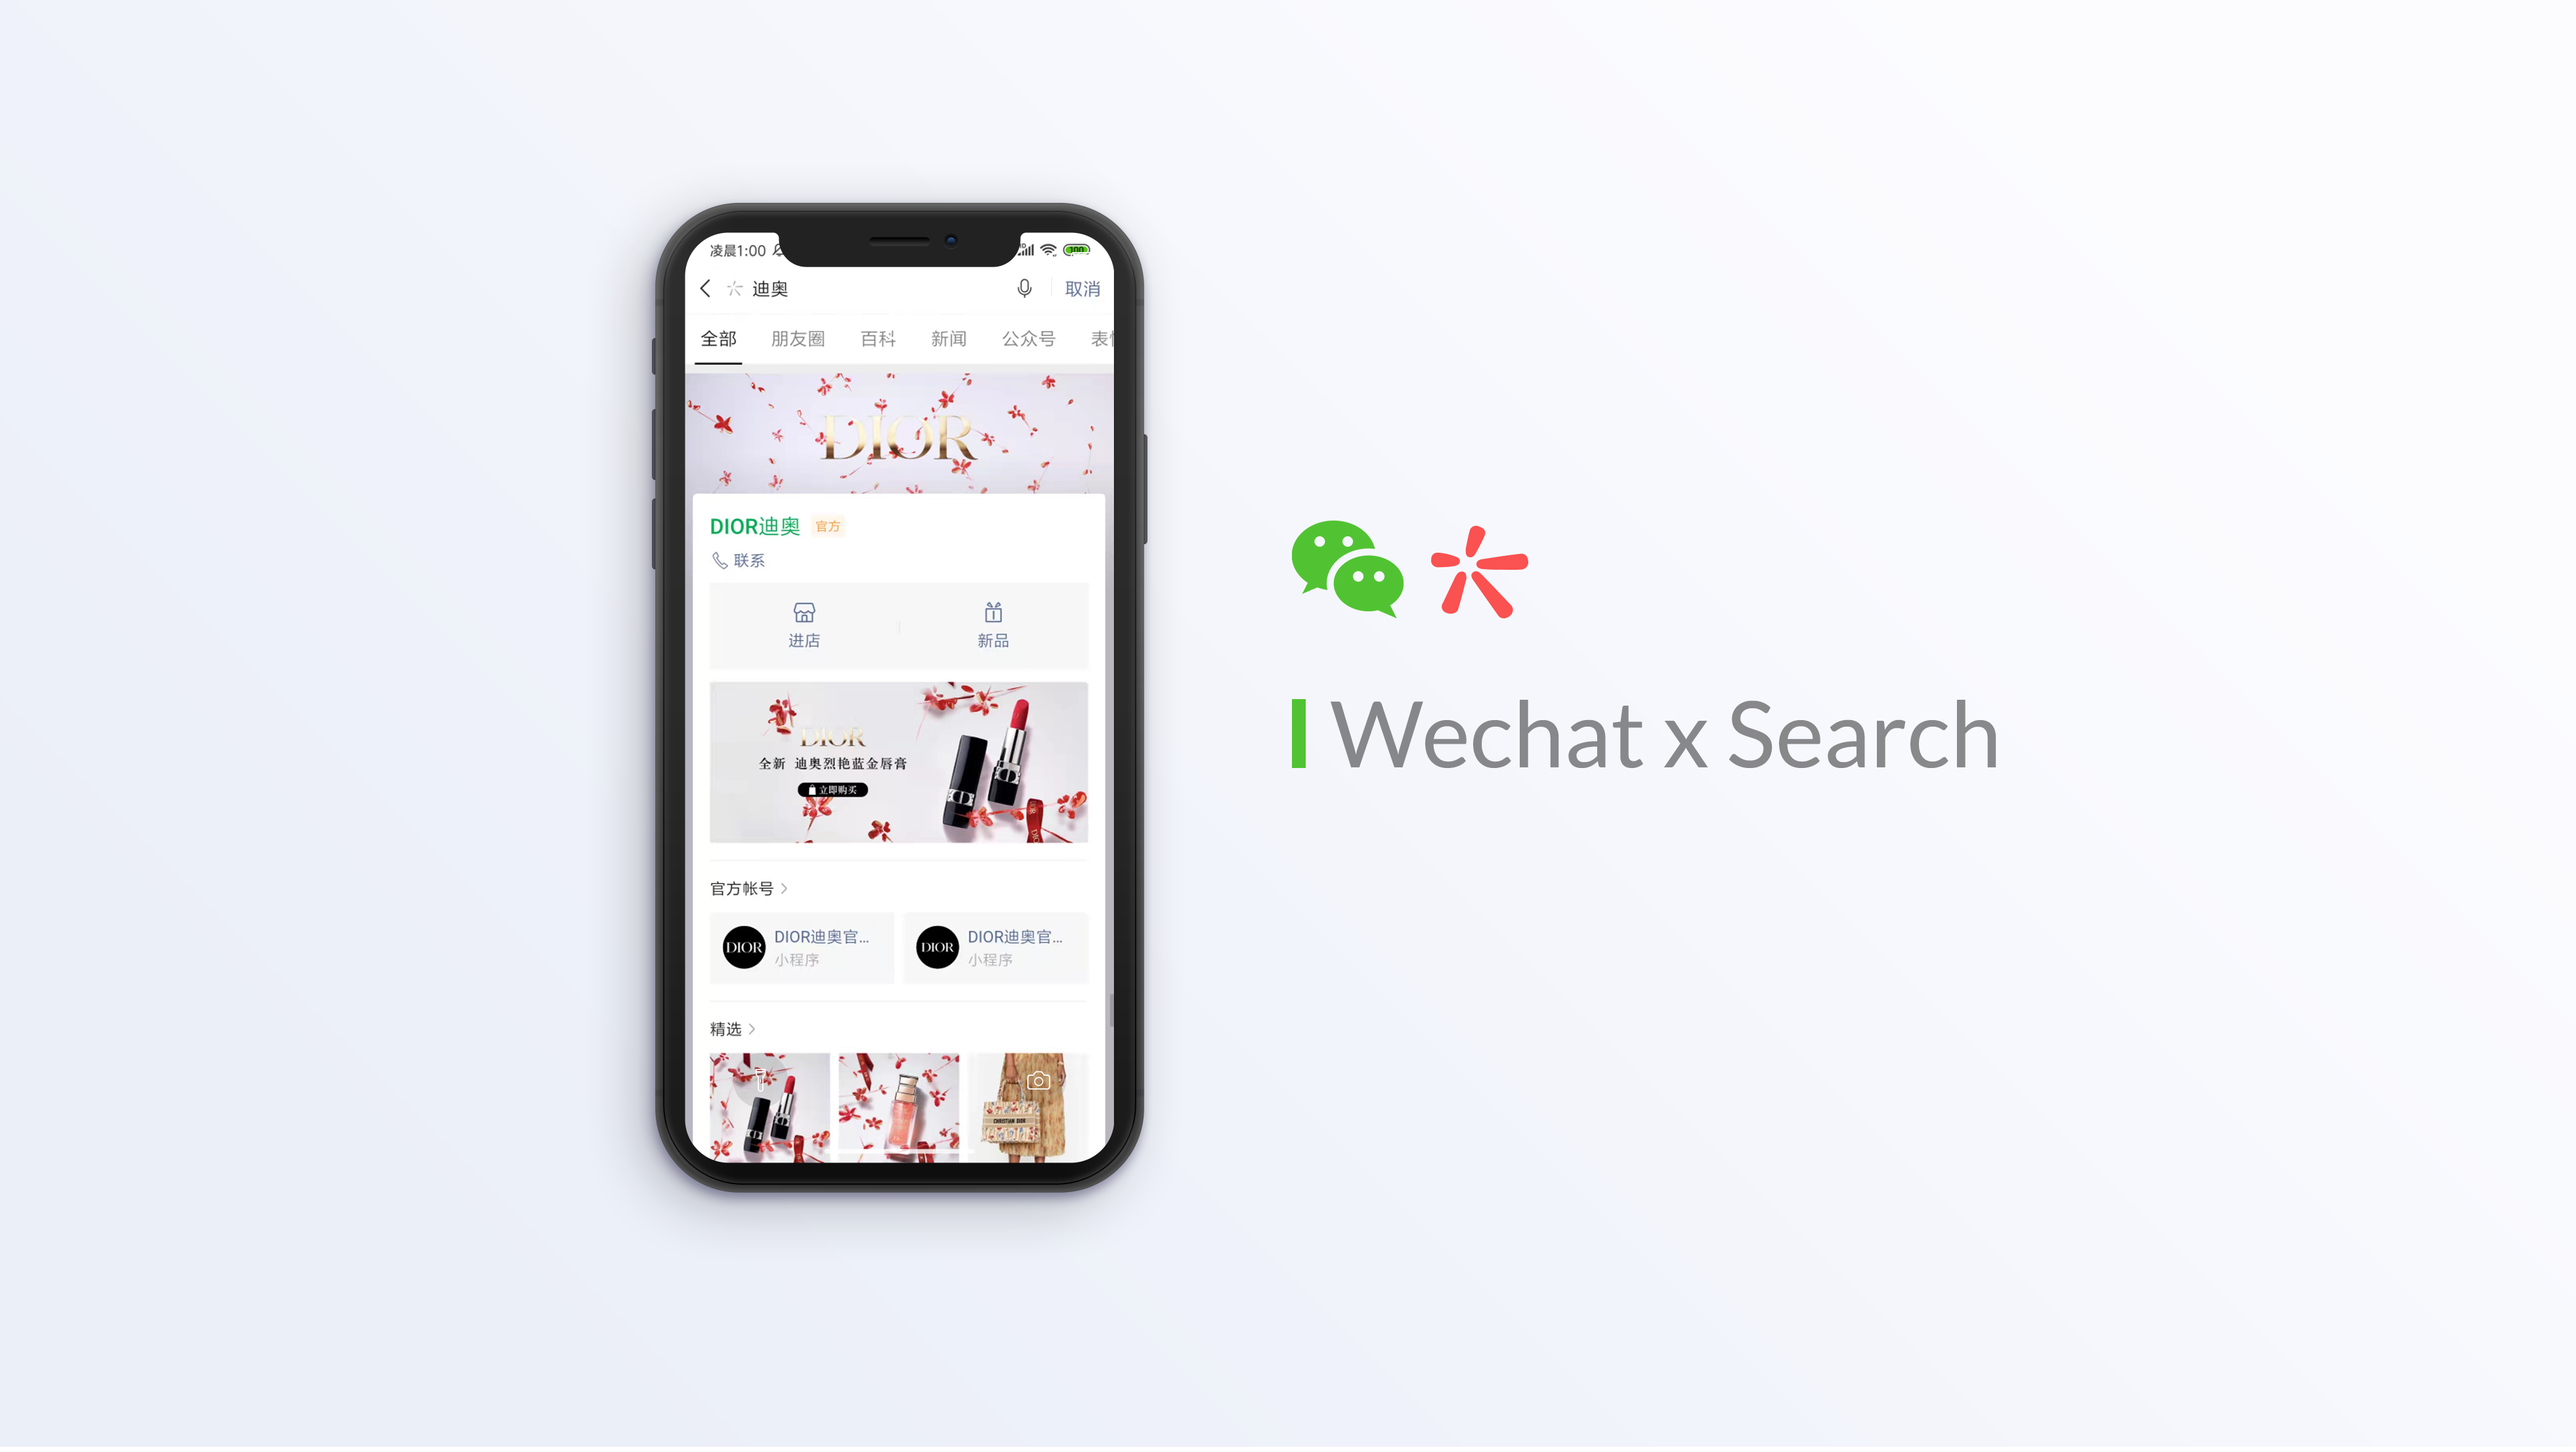 凌晨1:00
100
迪奥
取消
全部 朋友圈 百科 新闻 公众号 表
DIOR
DIOR迪奥 官方
联系
进店 新品
DIOR
全新 迪奥烈艳蓝金唇膏
立即购买
官方帐号
DIOR DIOR迪奥官...
小程序
DIOR DIOR迪奥官...
小程序
精选
CHRISTIAN DIOR
Wechat x Search